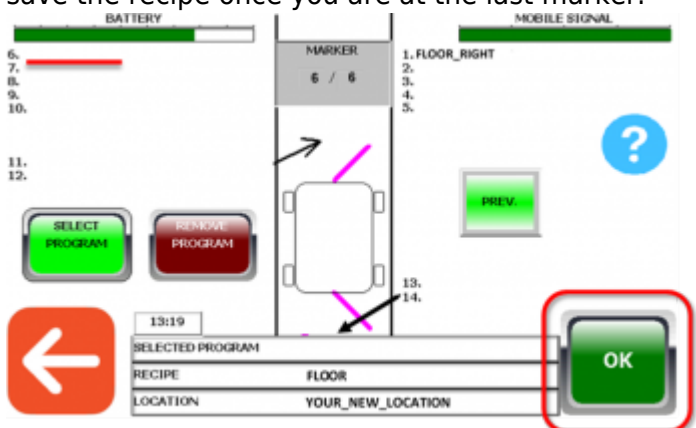 save the recipe once you are at the last marker.
BATTERY
MOBILE SIGNAL
MARKER
6 / 6
6.
7.
8.
9.
10.
11.
12.
1. FLOOR_RIGHT
2.
3.
4.
5.
?
SELECT
PROGRAM
REMOVE
PROGRAM
PREV.
13.
14.
13:19
SELECTED PROGRAM
RECIPE FLOOR
LOCATION YOUR_NEW_LOCATION
OK